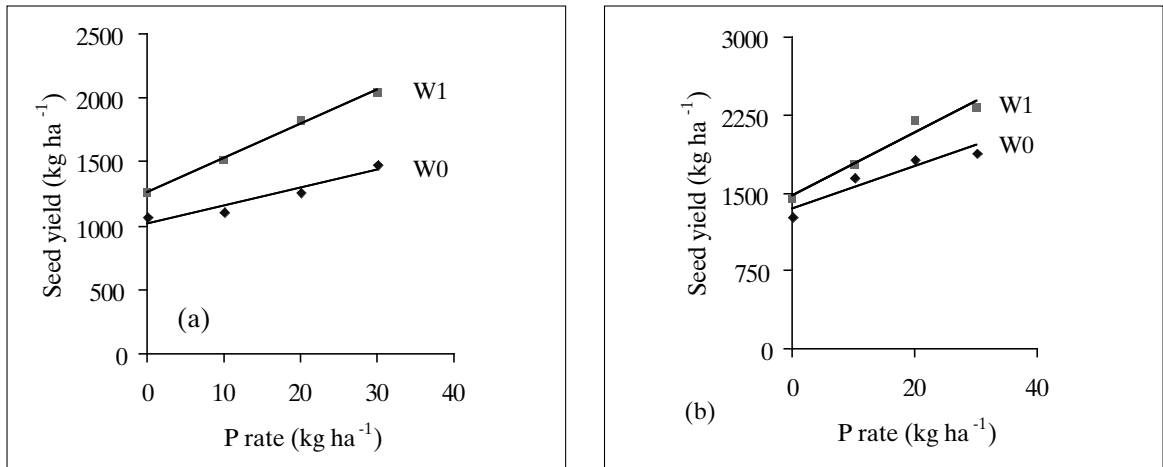 Seed yield (kg ha⁻¹)
2500
2000
1500
1000
500
0
W1
W0
(a)
0 10 20 30 40
P rate (kg ha⁻¹)
Seed yield (kg ha⁻¹)
3000
2250
1500
750
0
W1
W0
0 20 40
(b)
P rate (kg ha⁻¹)